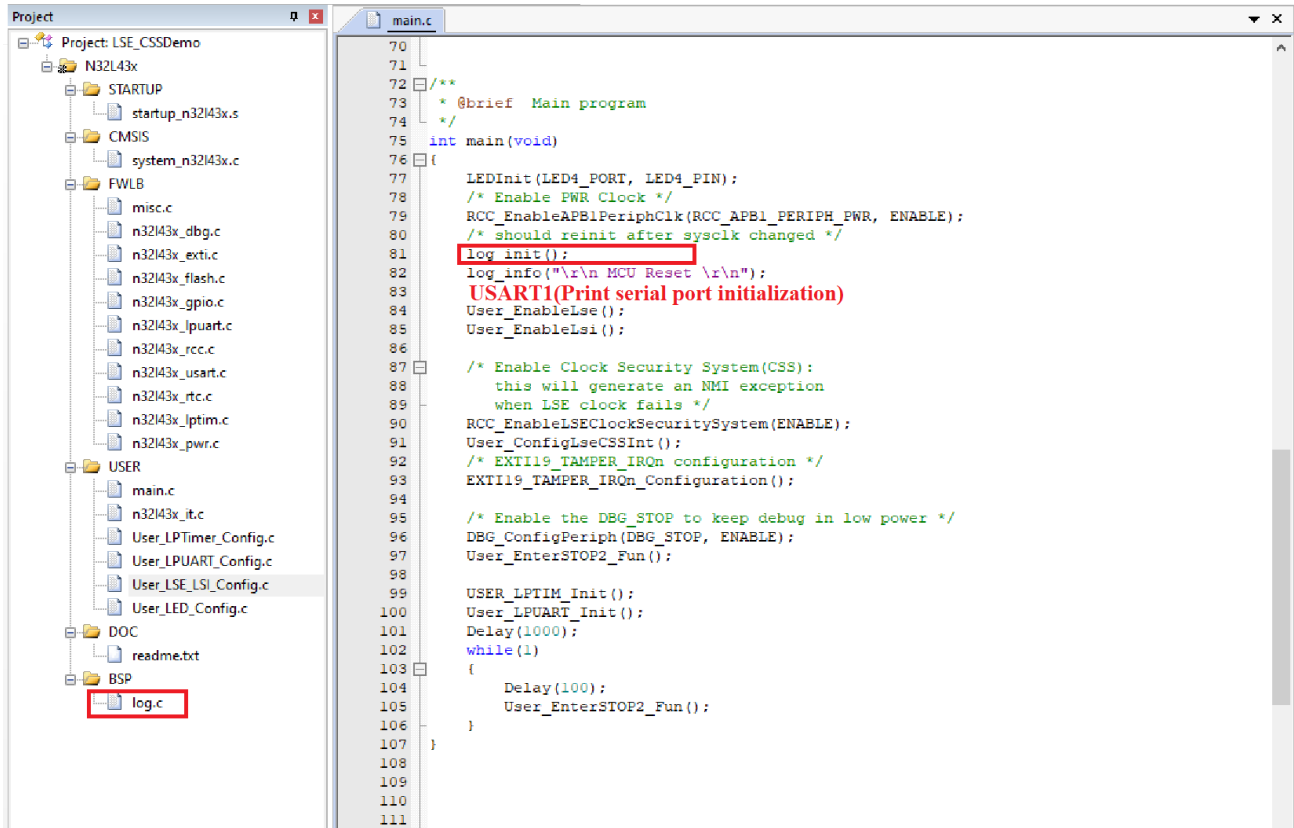 Project
Project: LSE_CSSDemo
N32L43x
STARTUP
startup_n32l43x.s
CMSIS
system_n32l43x.c
FWLB
misc.c
n32l43x_dbg.c
n32l43x_exti.c
n32l43x_flash.c
n32l43x_gpio.c
n32l43x_lpuart.c
n32l43x_rcc.c
n32l43x_usart.c
n32l43x_rtc.c
n32l43x_lptim.c
n32l43x_pwr.c
USER
main.c
n32l43x_it.c
User_LPTimer_Config.c
User_LPUART_Config.c
User_LSE_LSI_Config.c
User_LED_Config.c
DOC
readme.txt
BSP
log.c
main.c
70
71
72 /**
73  * @brief  Main program
74  */
75 int main(void)
76 {
77     LEDInit(LED4_PORT, LED4_PIN);
78     /* Enable PWR Clock */
79     RCC_EnableAPB1PeriphClk(RCC_APB1_PERIPH_PWR, ENABLE);
80     /* should reinit after sysclk changed */
81     log_init();
82     log_info("\r\n MCU Reset \r\n");
83     USART1(Print serial port initialization)
84     User_EnableLse();
85     User_EnableLsi();
86
87     /* Enable Clock Security System(CSS):
88        this will generate an NMI exception
89        when LSE clock fails */
90     RCC_EnableLSEClockSecuritySystem(ENABLE);
91     User_ConfigLseCSSInt();
92     /* EXTI19_TAMPER_IRQn configuration */
93     EXTI19_TAMPER_IRQn_Configuration();
94
95     /* Enable the DBG_STOP to keep debug in low power */
96     DBG_ConfigPeriph(DBG_STOP, ENABLE);
97     User_EnterSTOP2_Fun();
98
99     USER_LPTIM_Init();
100     User_LPUART_Init();
101     Delay(1000);
102     while(1)
103     {
104         Delay(100);
105         User_EnterSTOP2_Fun();
106     }
107 }
108
109
110
111